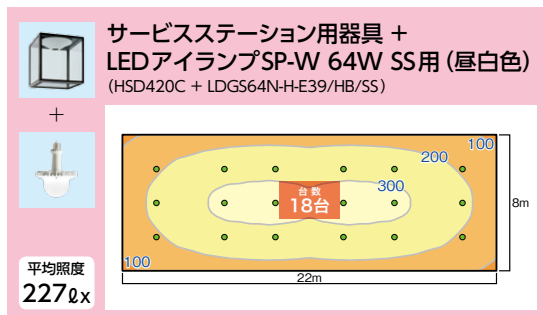 サービスステーション用器具 +
LEDアイランプSP-W 64W SS用（昼白色）
（HSD420C + LDGS64N-H-E39/HB/SS）
+
100
200
300
台数
18台
8m
100
22m
平均照度
227ℓx